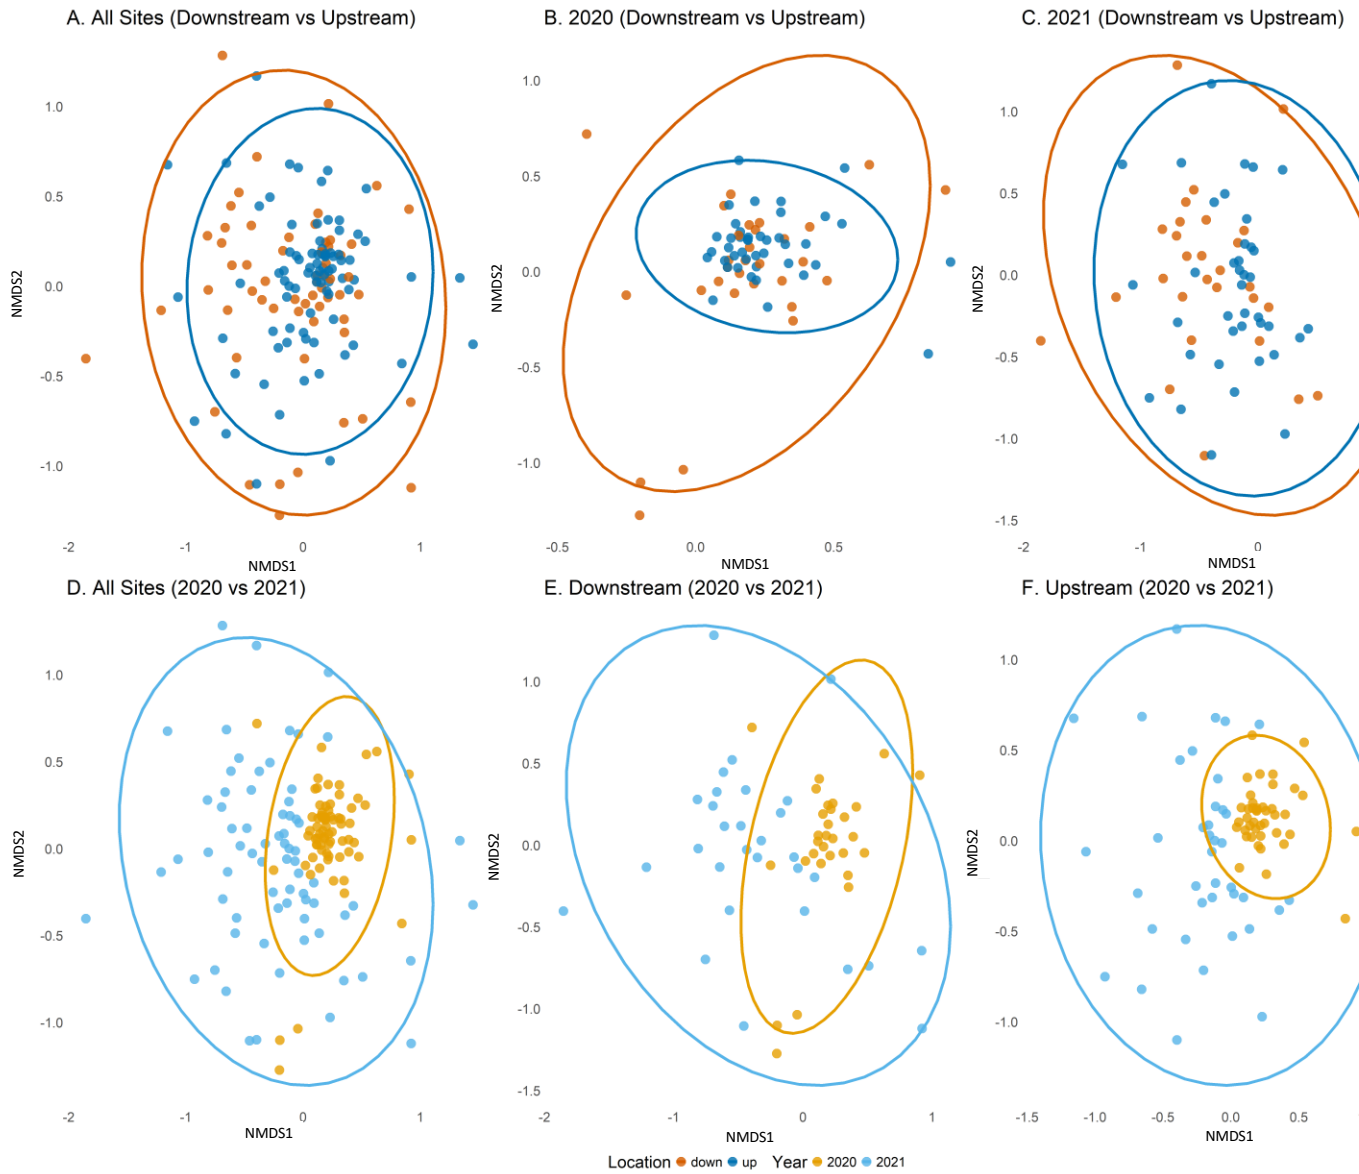 A. All Sites (Downstream vs Upstream)
B. 2020 (Downstream vs Upstream)
C. 2021 (Downstream vs Upstream)
1.0
0.5
0.0
-0.5
-1.0
NMDS2
-2
-1
0
1
NMDS1
1.0
0.5
0.0
-0.5
-1.0
NMDS2
-0.5
0.0
0.5
NMDS1
1.0
0.5
0.0
-0.5
-1.0
-1.5
NMDS2
-2
-1
0
NMDS1
D. All Sites (2020 vs 2021)
E. Downstream (2020 vs 2021)
F. Upstream (2020 vs 2021)
1.0
0.5
0.0
-0.5
-1.0
NMDS2
-2
-1
0
1
NMDS1
1.0
0.5
0.0
-0.5
-1.0
-1.5
NMDS2
-2
-1
0
1
NMDS1
1.0
0.5
0.0
-0.5
-1.0
NMDS2
-1.5
-1.0
-0.5
0.0
0.5
NMDS1
Location down up Year 2020 2021